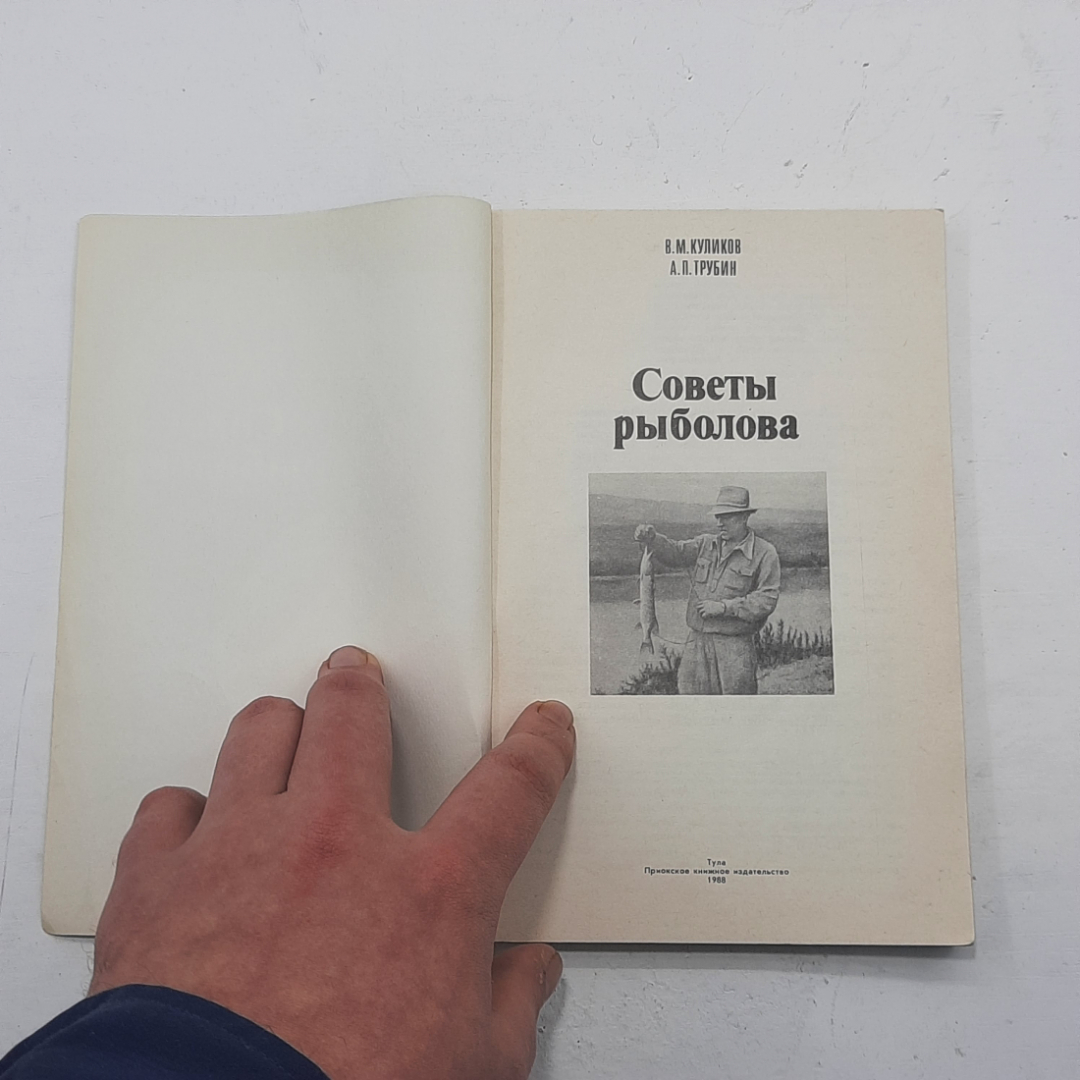 В.М.КУЛИКОВ
А.П.ТРУБИН
Советы
рыболова
Тула
Приокское книжное издательство
1988